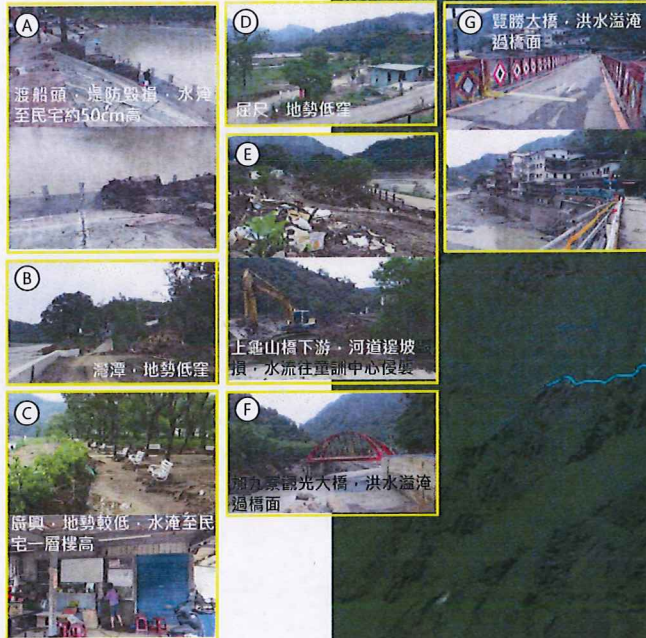 A
渡船頭，堤防毀損，水淹
至民宅約50cm高
B
灣潭，地勢低窪
C
廣興，地勢較低，水淹至民
宅一層樓高
D
屈尺，地勢低窪
E
上龜山橋下游，河道邊坡
損，水流往童訓中心侵襲
F
加九寮觀光大橋，洪水溢淹
過橋面
G
覽勝大橋，洪水溢淹
過橋面